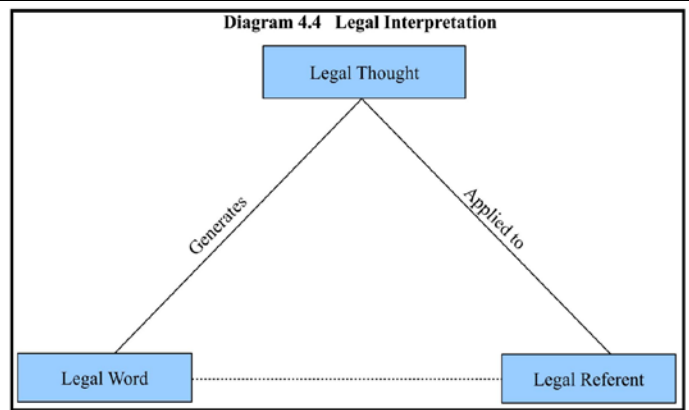 Diagram 4.4 Legal Interpretation
Legal Thought
Generates
Applied to
Legal Word
Legal Referent